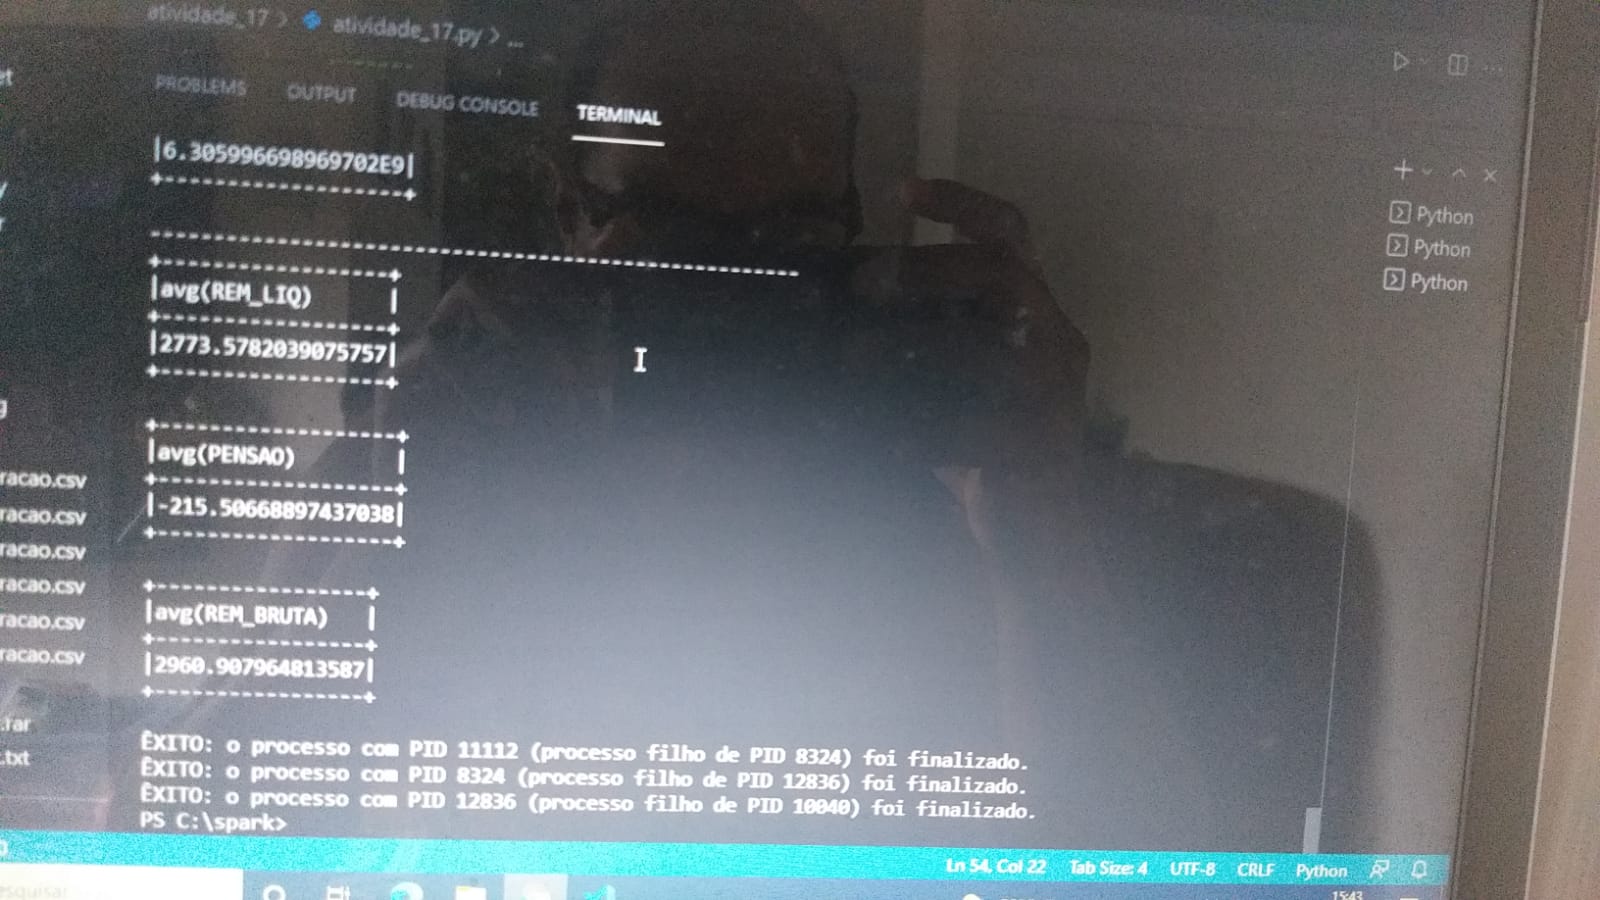 atividade_17 > atividade_17.py > ...
PROBLEMS OUTPUT DEBUG CONSOLE TERMINAL
|6.305996698969702E9|
+-------------------+
--------------------------------------------------------------------------------
+-----------------+
|avg(REM_LIQ)     |
+-----------------+
|2773.5782039075757|
+-----------------+
+-------------------+
|avg(PENSAO)        |
+-------------------+
|-215.50668897437038|
+-------------------+
+-----------------+
|avg(REM_BRUTA)   |
+-----------------+
|2960.907964813587|
+-----------------+
ÊXITO: o processo com PID 11112 (processo filho de PID 8324) foi finalizado.
ÊXITO: o processo com PID 8324 (processo filho de PID 12836) foi finalizado.
ÊXITO: o processo com PID 12836 (processo filho de PID 10040) foi finalizado.
PS C:\spark>
Python
Python
Python
racao.csv
racao.csv
racao.csv
racao.csv
racao.csv
racao.csv
.rar
.txt
Ln 54, Col 22 Tab Size: 4 UTF-8 CRLF Python
esquisar
15:43